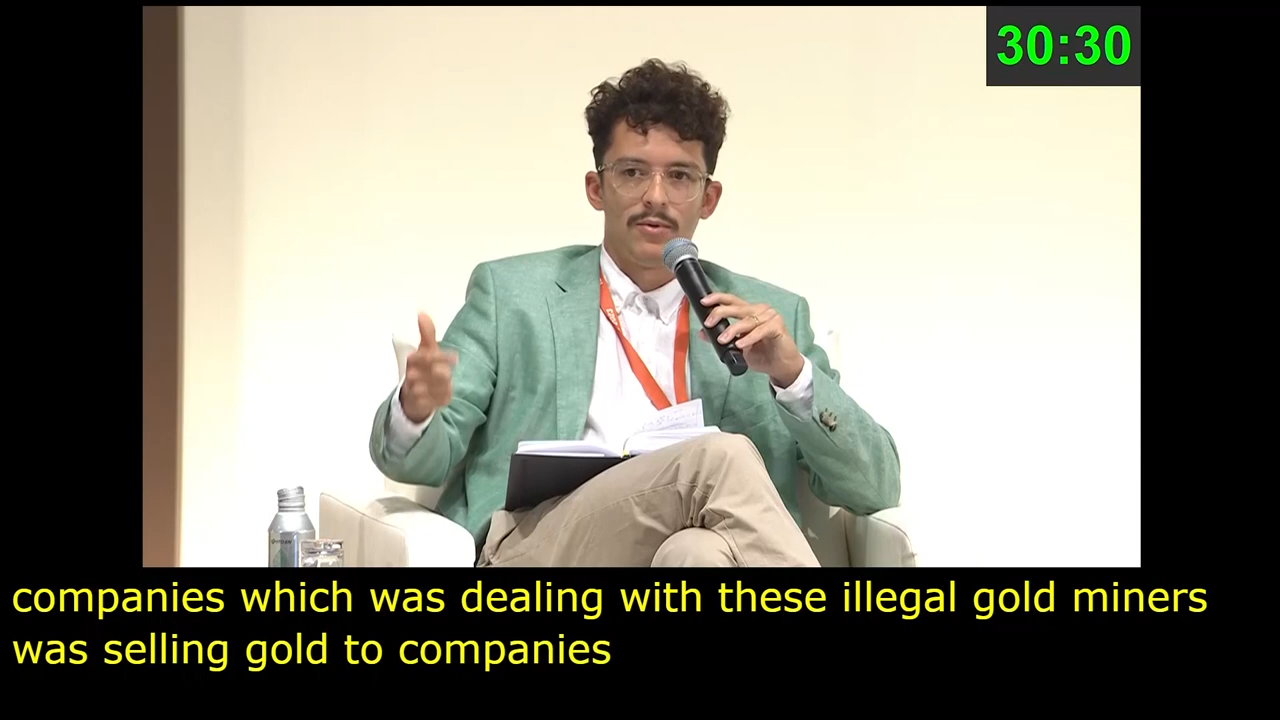 30:30
companies which was dealing with these illegal gold miners
was selling gold to companies